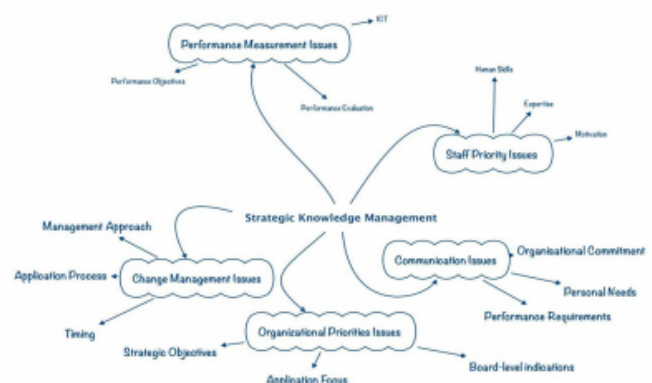 ICT
Performance Measurement Issues
Performance Objectives
Performance Evaluation
Human Skills
Expertise
Motivation
Staff Priority Issues
Strategic Knowledge Management
Management Approach
Application Process
Change Management Issues
Timing
Communication Issues
Organisational Commitment
Personal Needs
Performance Requirements
Organizational Priorities Issues
Strategic Objectives
Application Focus
Board-level indications